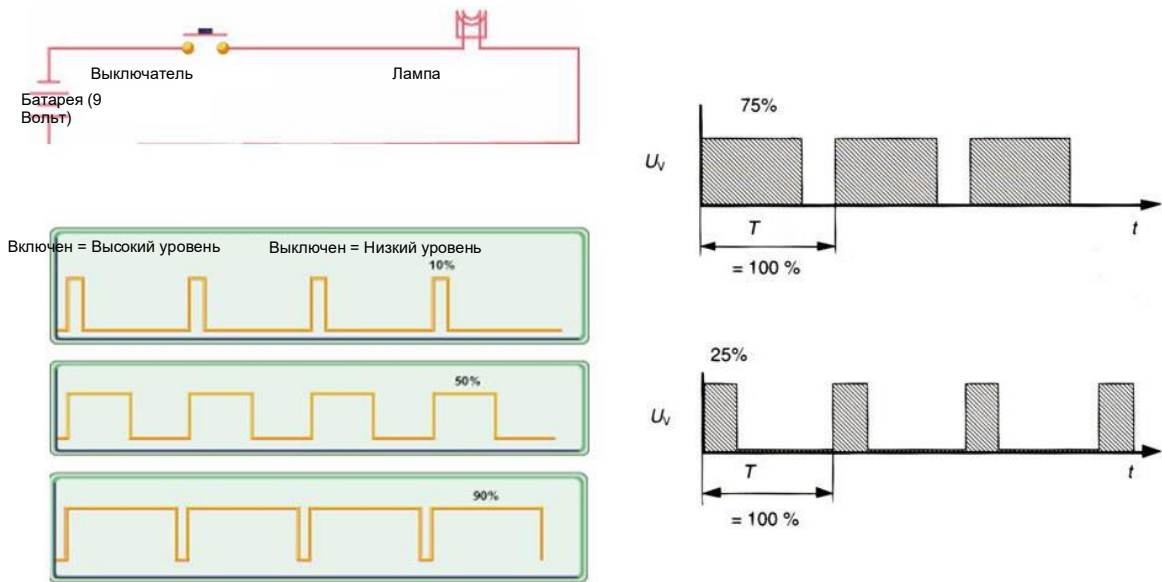 Выключатель
Лампа
Батарея (9
Вольт)
Включен = Высокий уровень
Выключен = Низкий уровень
10%
50%
90%
75%
Uv
T
t
= 100 %
25%
Uv
T
t
= 100 %